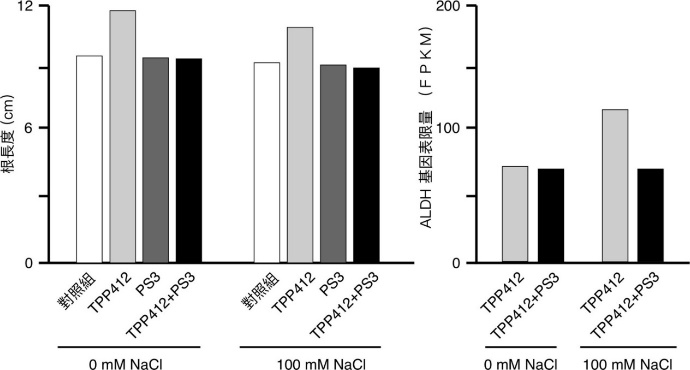 12
6
0
根長度 (cm)
對照組
TPP412
PS3
TPP412+PS3
對照組
TPP412
PS3
TPP412+PS3
0 mM NaCl
100 mM NaCl
200
100
0
ALDH 基因表限量 (FPKM)
TPP412
TPP412+PS3
TPP412
TPP412+PS3
0 mM NaCl
100 mM NaCl